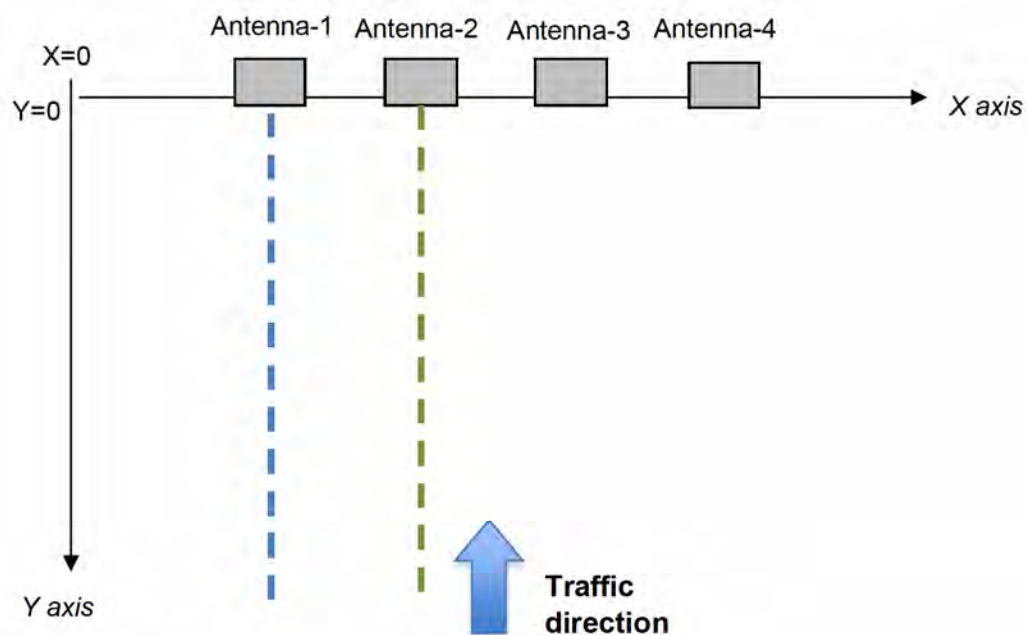 Antenna-1 Antenna-2 Antenna-3 Antenna-4
X=0
Y=0
X axis
Y axis
Traffic
direction